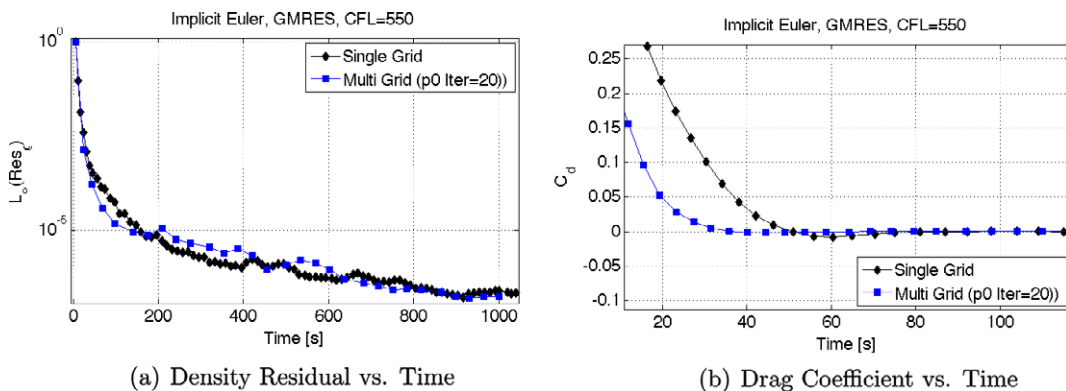 Implicit Euler, GMRES, CFL=550
10^0
10^-5
Single Grid
Multi Grid (p0 Iter=20))
0 200 400 600 800 1000
Time [s]
(a) Density Residual vs. Time
Implicit Euler, GMRES, CFL=550
C_d
0.25
0.2
0.15
0.1
0.05
0
-0.05
-0.1
Single Grid
Multi Grid (p0 Iter=20))
20 40 60 80 100
Time [s]
(b) Drag Coefficient vs. Time